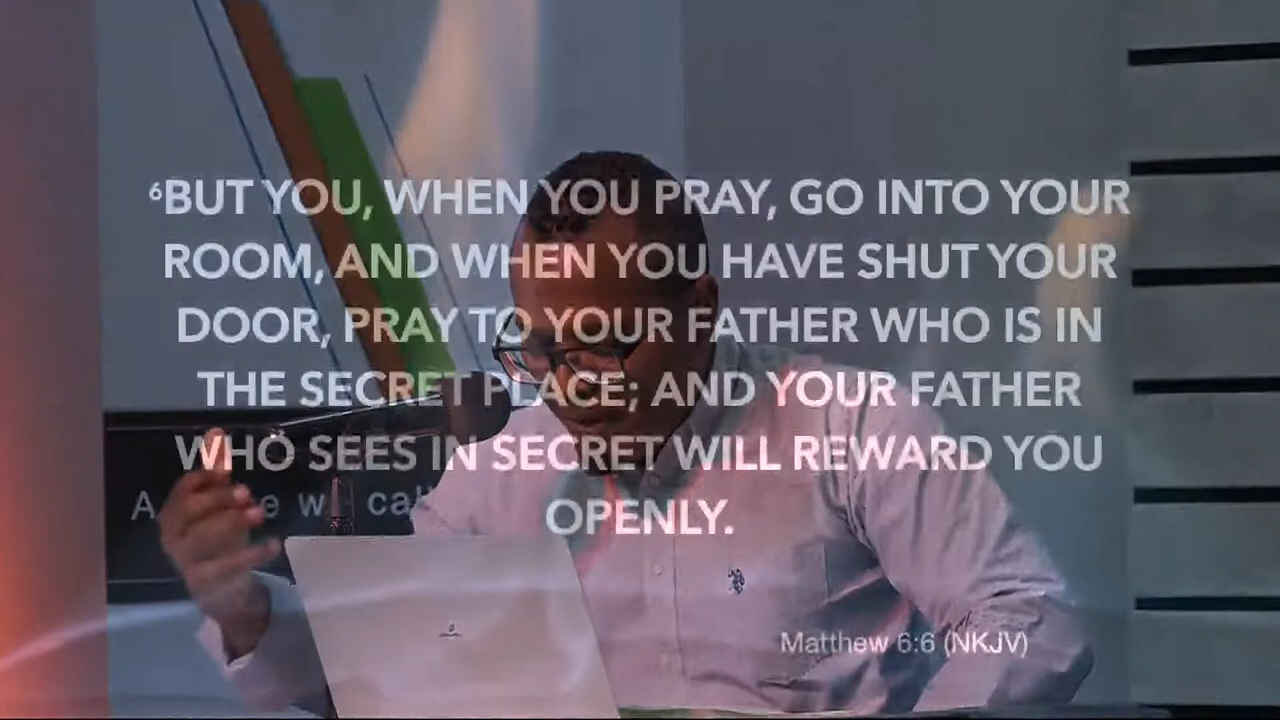 ⁶BUT YOU, WHEN YOU PRAY, GO INTO YOUR
ROOM, AND WHEN YOU HAVE SHUT YOUR
DOOR, PRAY TO YOUR FATHER WHO IS IN
THE SECRET PLACE; AND YOUR FATHER
WHO SEES IN SECRET WILL REWARD YOU
OPENLY.
Matthew 6:6 (NKJV)